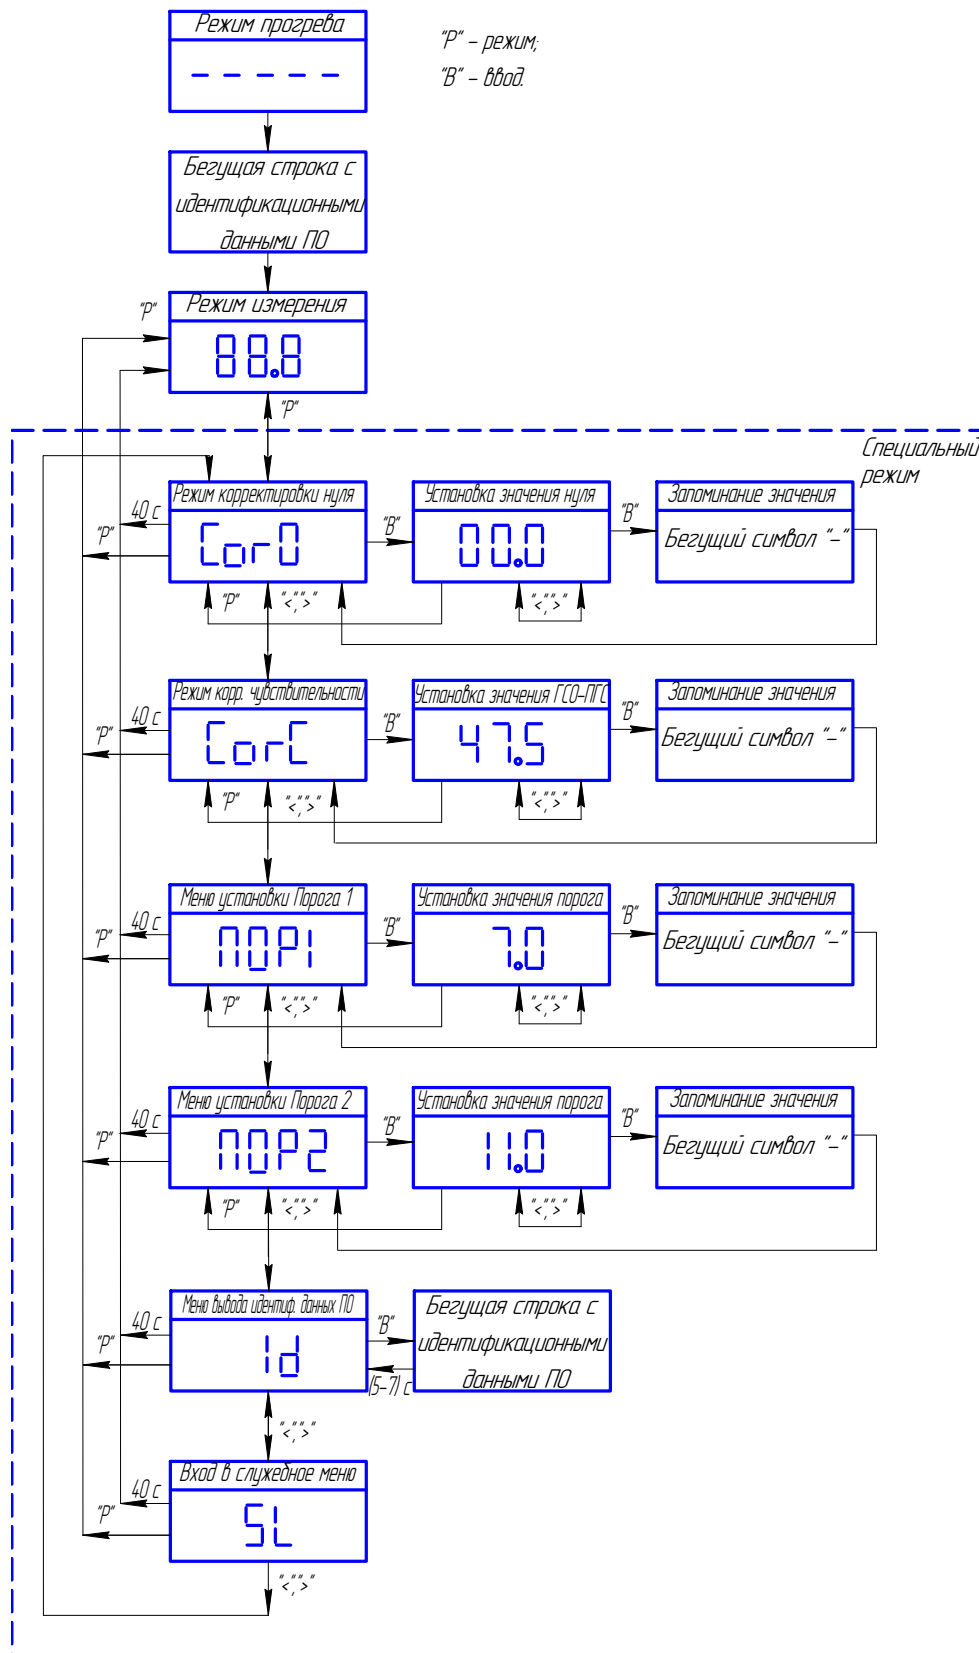 Режим прогрева
– – – – –
"Р" – режим;
"В" – ввод.
Бегущая строка с
идентификационными
данными ПО
Режим измерения
88.8
"Р"
"Р"
Специальный
режим
Режим корректировки нуля
Cor0
40 с
"Р"
"В"
Установка значения нуля
00.0
"В"
Запоминание значения
Бегущий символ "–"
"Р"
"<",">"
"<",">"
Режим корр. чувствительности
CorC
40 с
"Р"
"В"
Установка значения ГСО-ПГС
47.5
"В"
Запоминание значения
Бегущий символ "–"
"Р"
"<",">"
"<",">"
Меню установки Порога 1
ПОР1
40 с
"Р"
"В"
Установка значения порога
7.0
"В"
Запоминание значения
Бегущий символ "–"
"Р"
"<",">"
"<",">"
Меню установки Порога 2
ПОР2
40 с
"Р"
"В"
Установка значения порога
11.0
"В"
Запоминание значения
Бегущий символ "–"
"Р"
"<",">"
"<",">"
Меню вывода идентиф. данных ПО
Id
40 с
"Р"
"В"
(5–7) с
Бегущая строка с
идентификационными
данными ПО
"<",">"
Вход в служебное меню
SL
40 с
"Р"
"<",">"